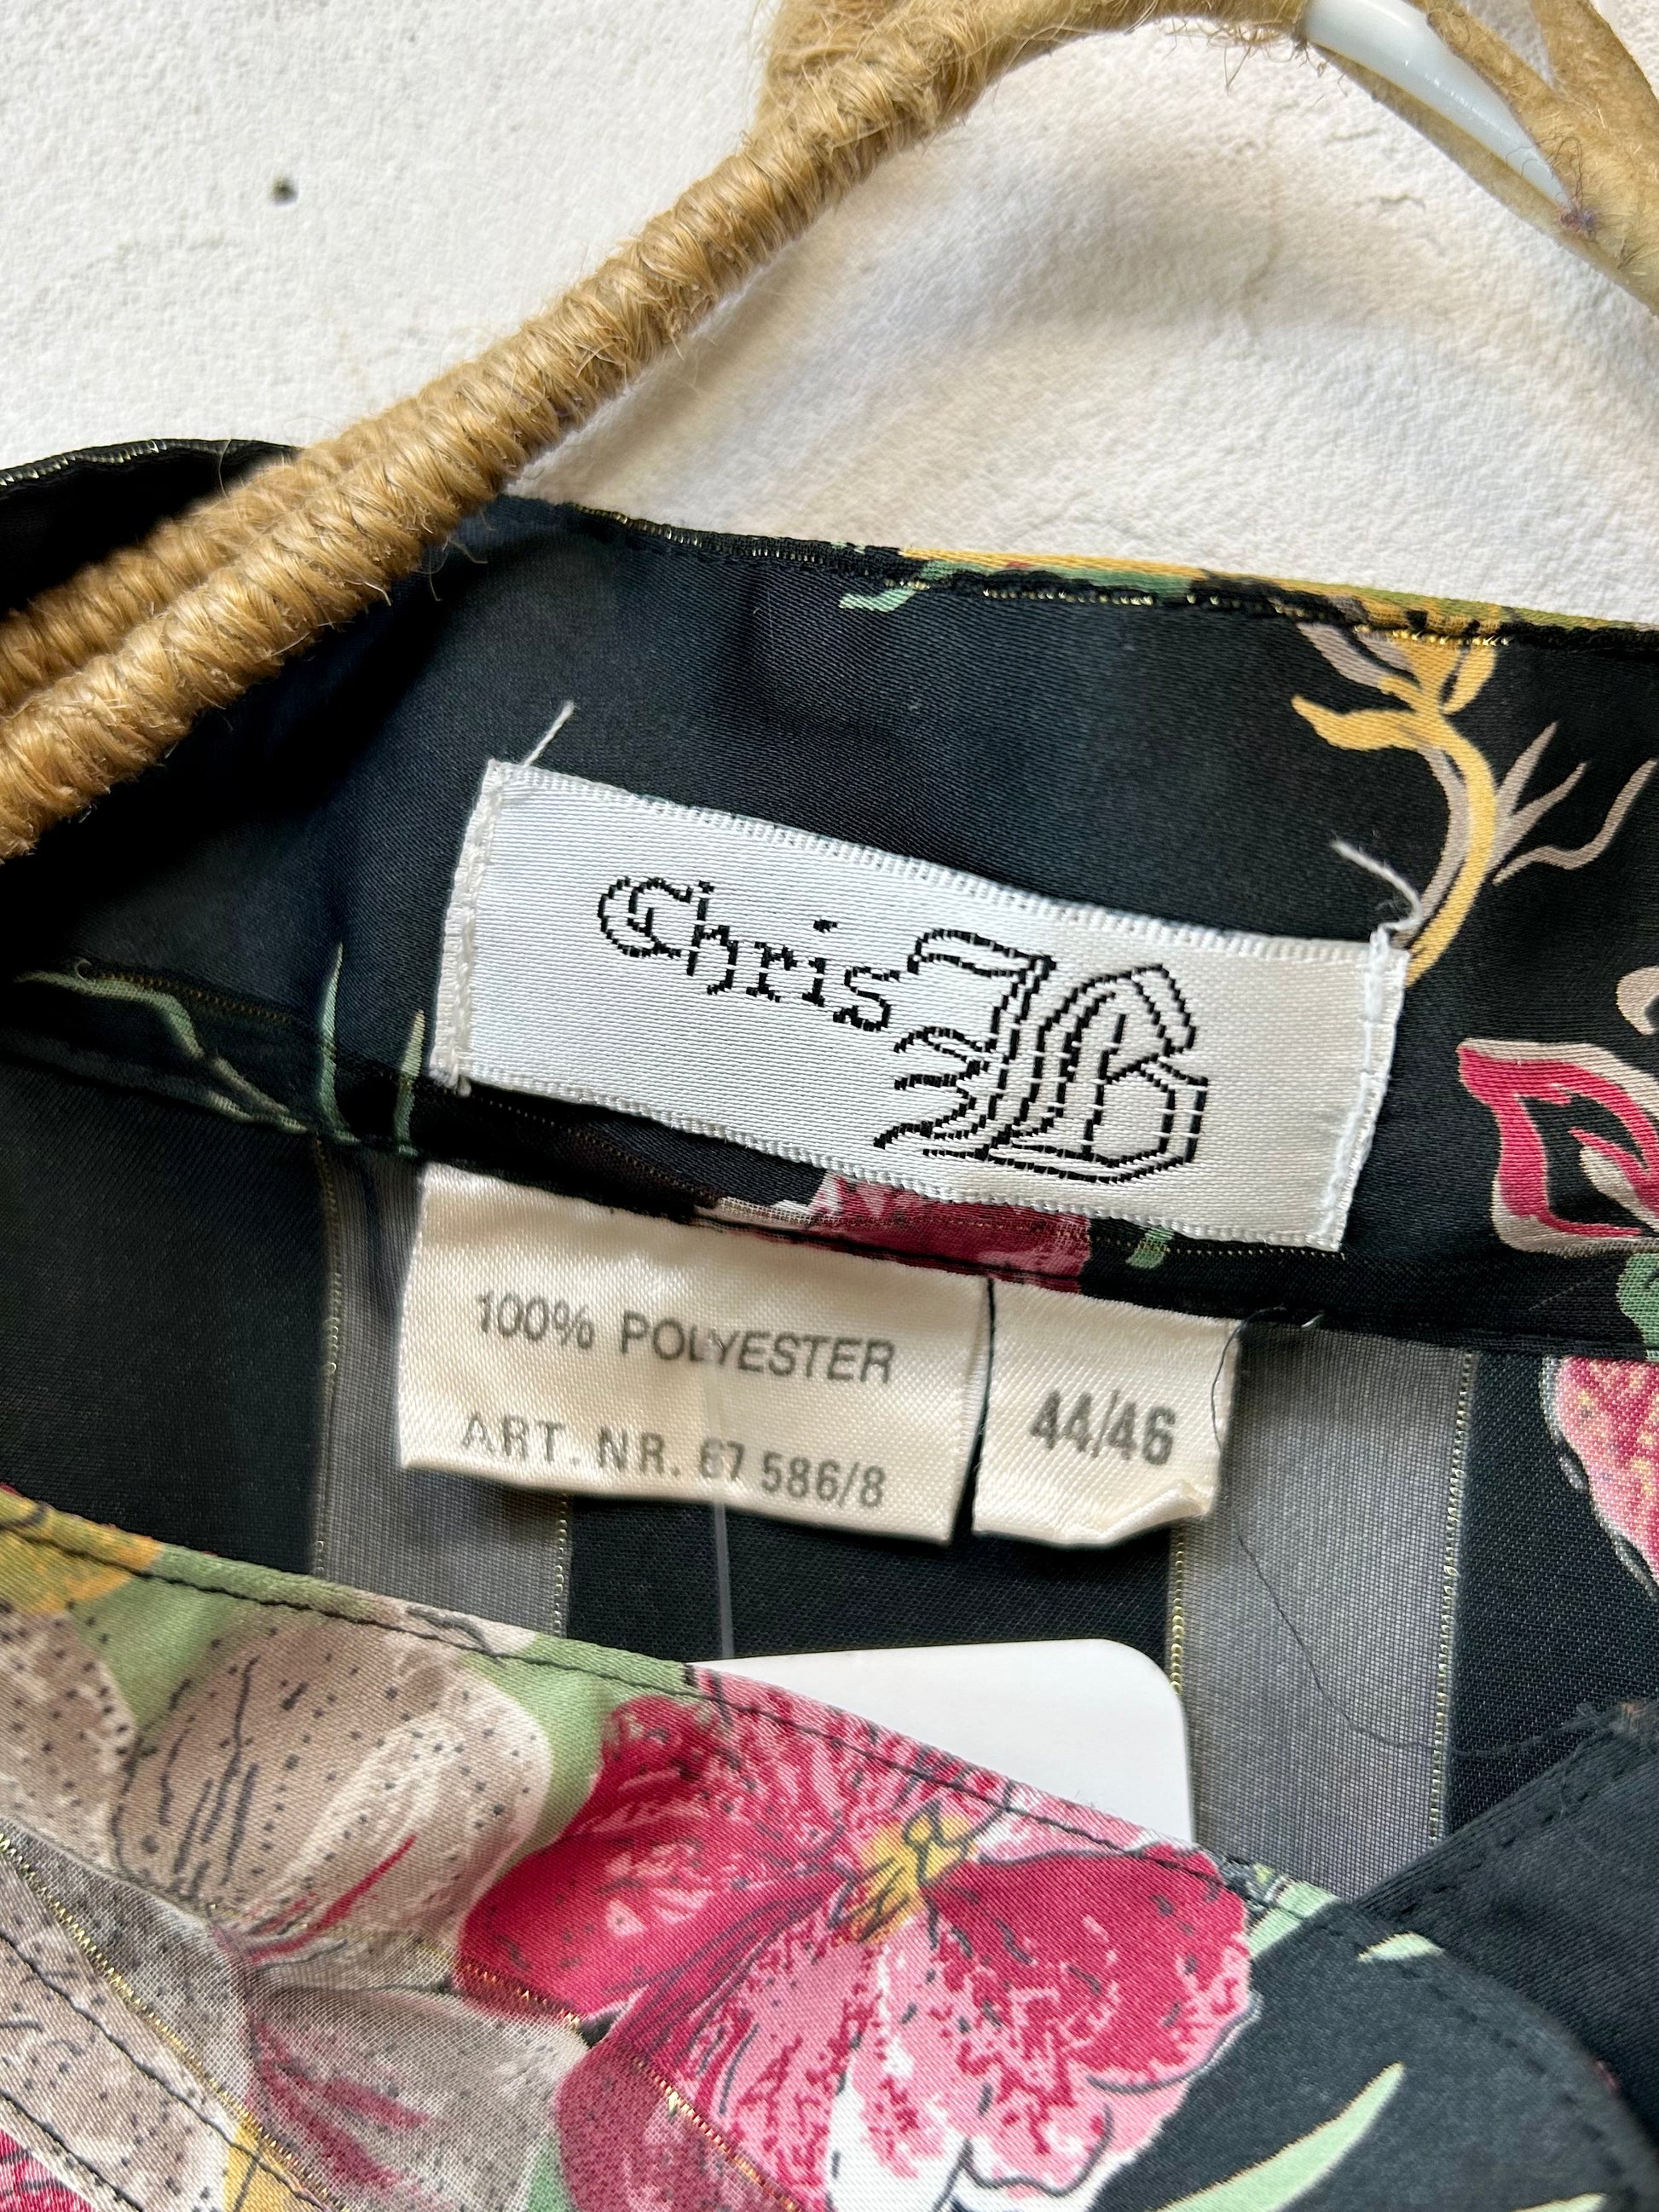 Chris
100% POLYESTER
44/46
ART. NR. 67 586/8